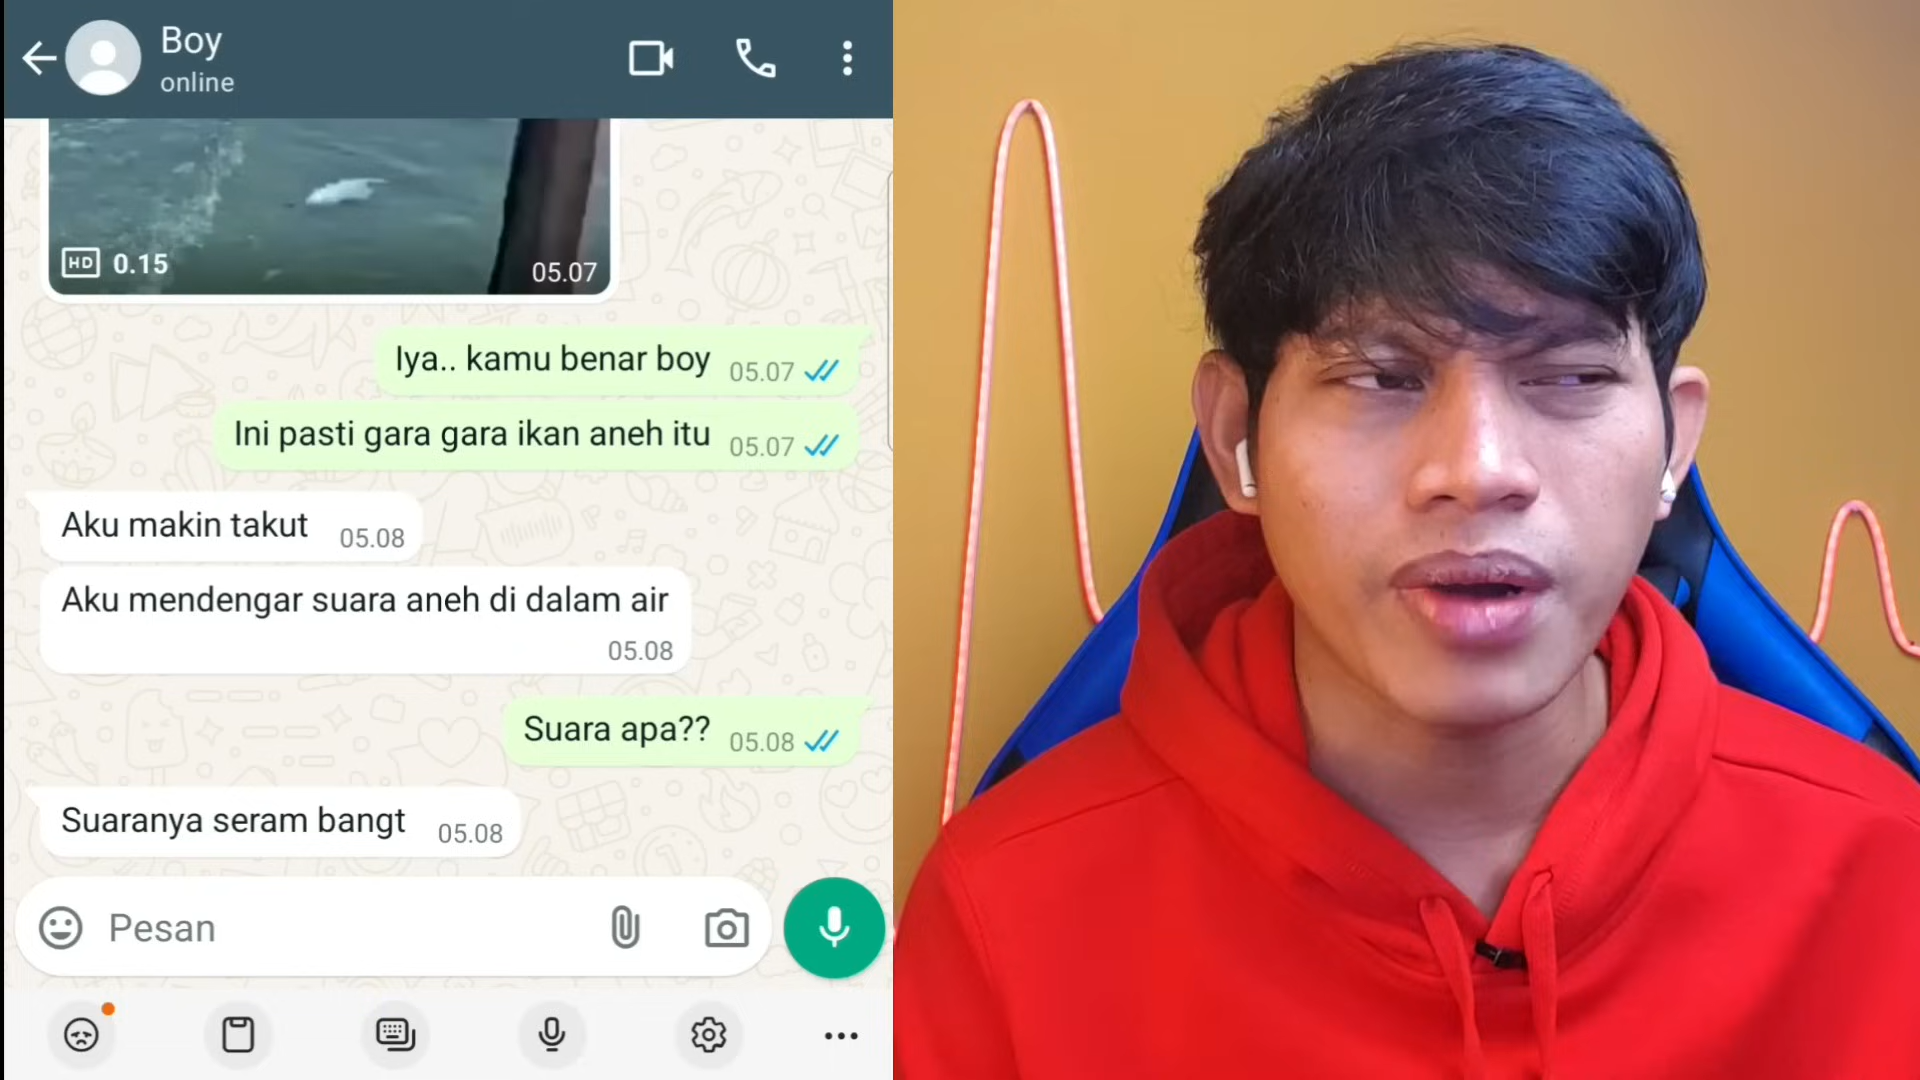 Boy
online
HD 0.15
05.07
Iya.. kamu benar boy 05.07
Ini pasti gara gara ikan aneh itu 05.07
Aku makin takut 05.08
Aku mendengar suara aneh di dalam air
05.08
Suara apa?? 05.08
Suaranya seram bangt 05.08
Pesan